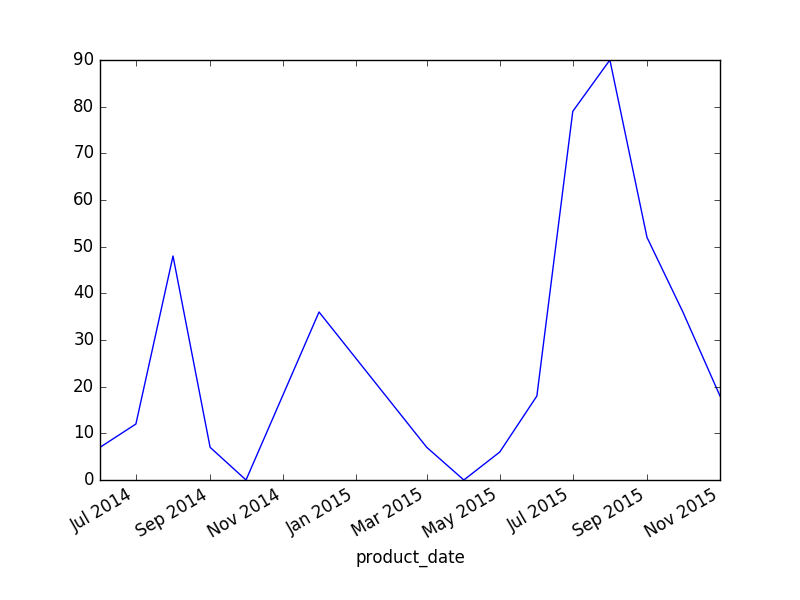 90
80
70
60
50
40
30
20
10
0
Jul 2014
Sep 2014
Nov 2014
Jan 2015
Mar 2015
May 2015
Jul 2015
Sep 2015
Nov 2015
product_date